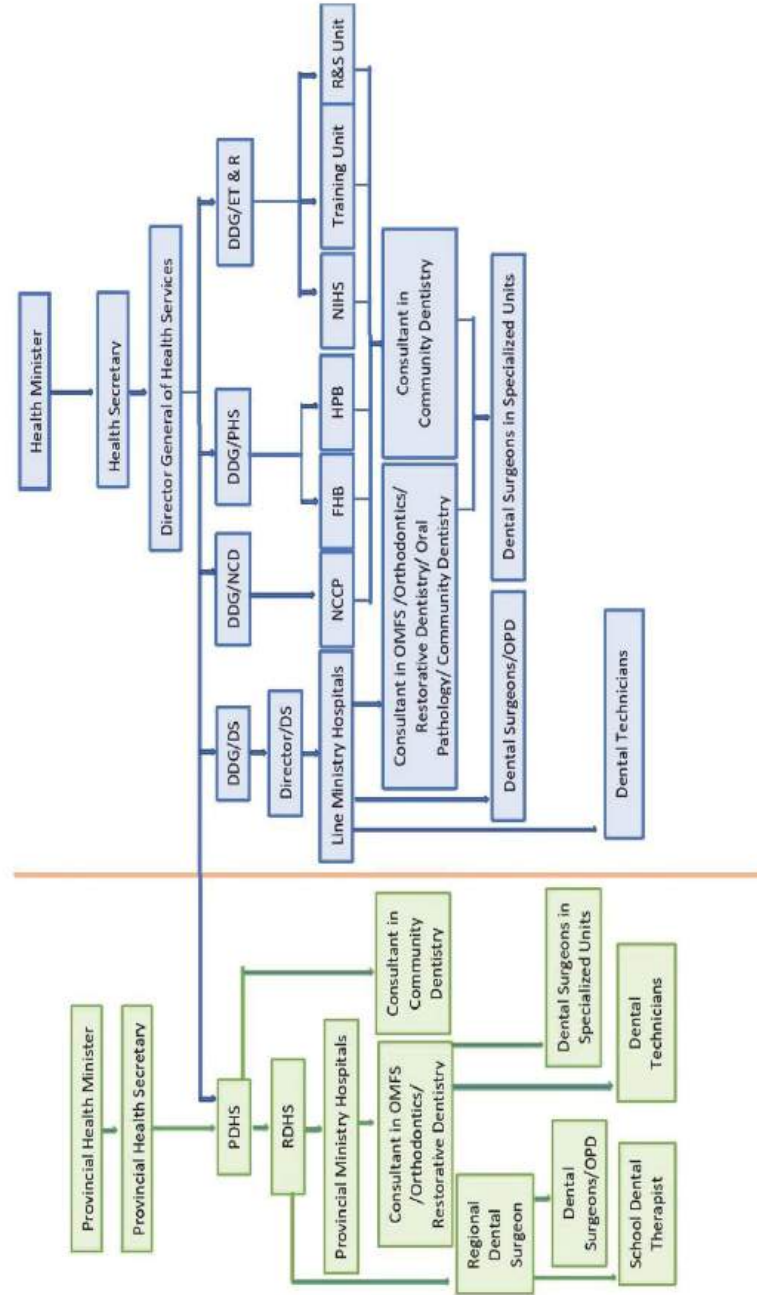 Provincial Health Minister
Provincial Health Secretary
PDHS
RDHS
Provincial Ministry Hospitals
Consultant in OMFS
/Orthodontics/
Restorative Dentistry
Consultant in
Community
Dentistry
Regional
Dental
Surgeon
Dental
Surgeons/OPD
School Dental
Therapist
Dental Surgeons in
Specialized Units
Dental
Technicians
Health Minister
Health Secretary
Director General of Health Services
DDG/DS
DDG/NCD
DDG/PHS
DDG/ET & R
Director/DS
Line Ministry Hospitals
NCCP
FHB
HPB
NIHS
Training Unit
R&S Unit
Consultant in OMFS /Orthodontics/
Restorative Dentistry/ Oral
Pathology/ Community Dentistry
Consultant in
Community Dentistry
Dental Surgeons/OPD
Dental Surgeons in Specialized Units
Dental Technicians